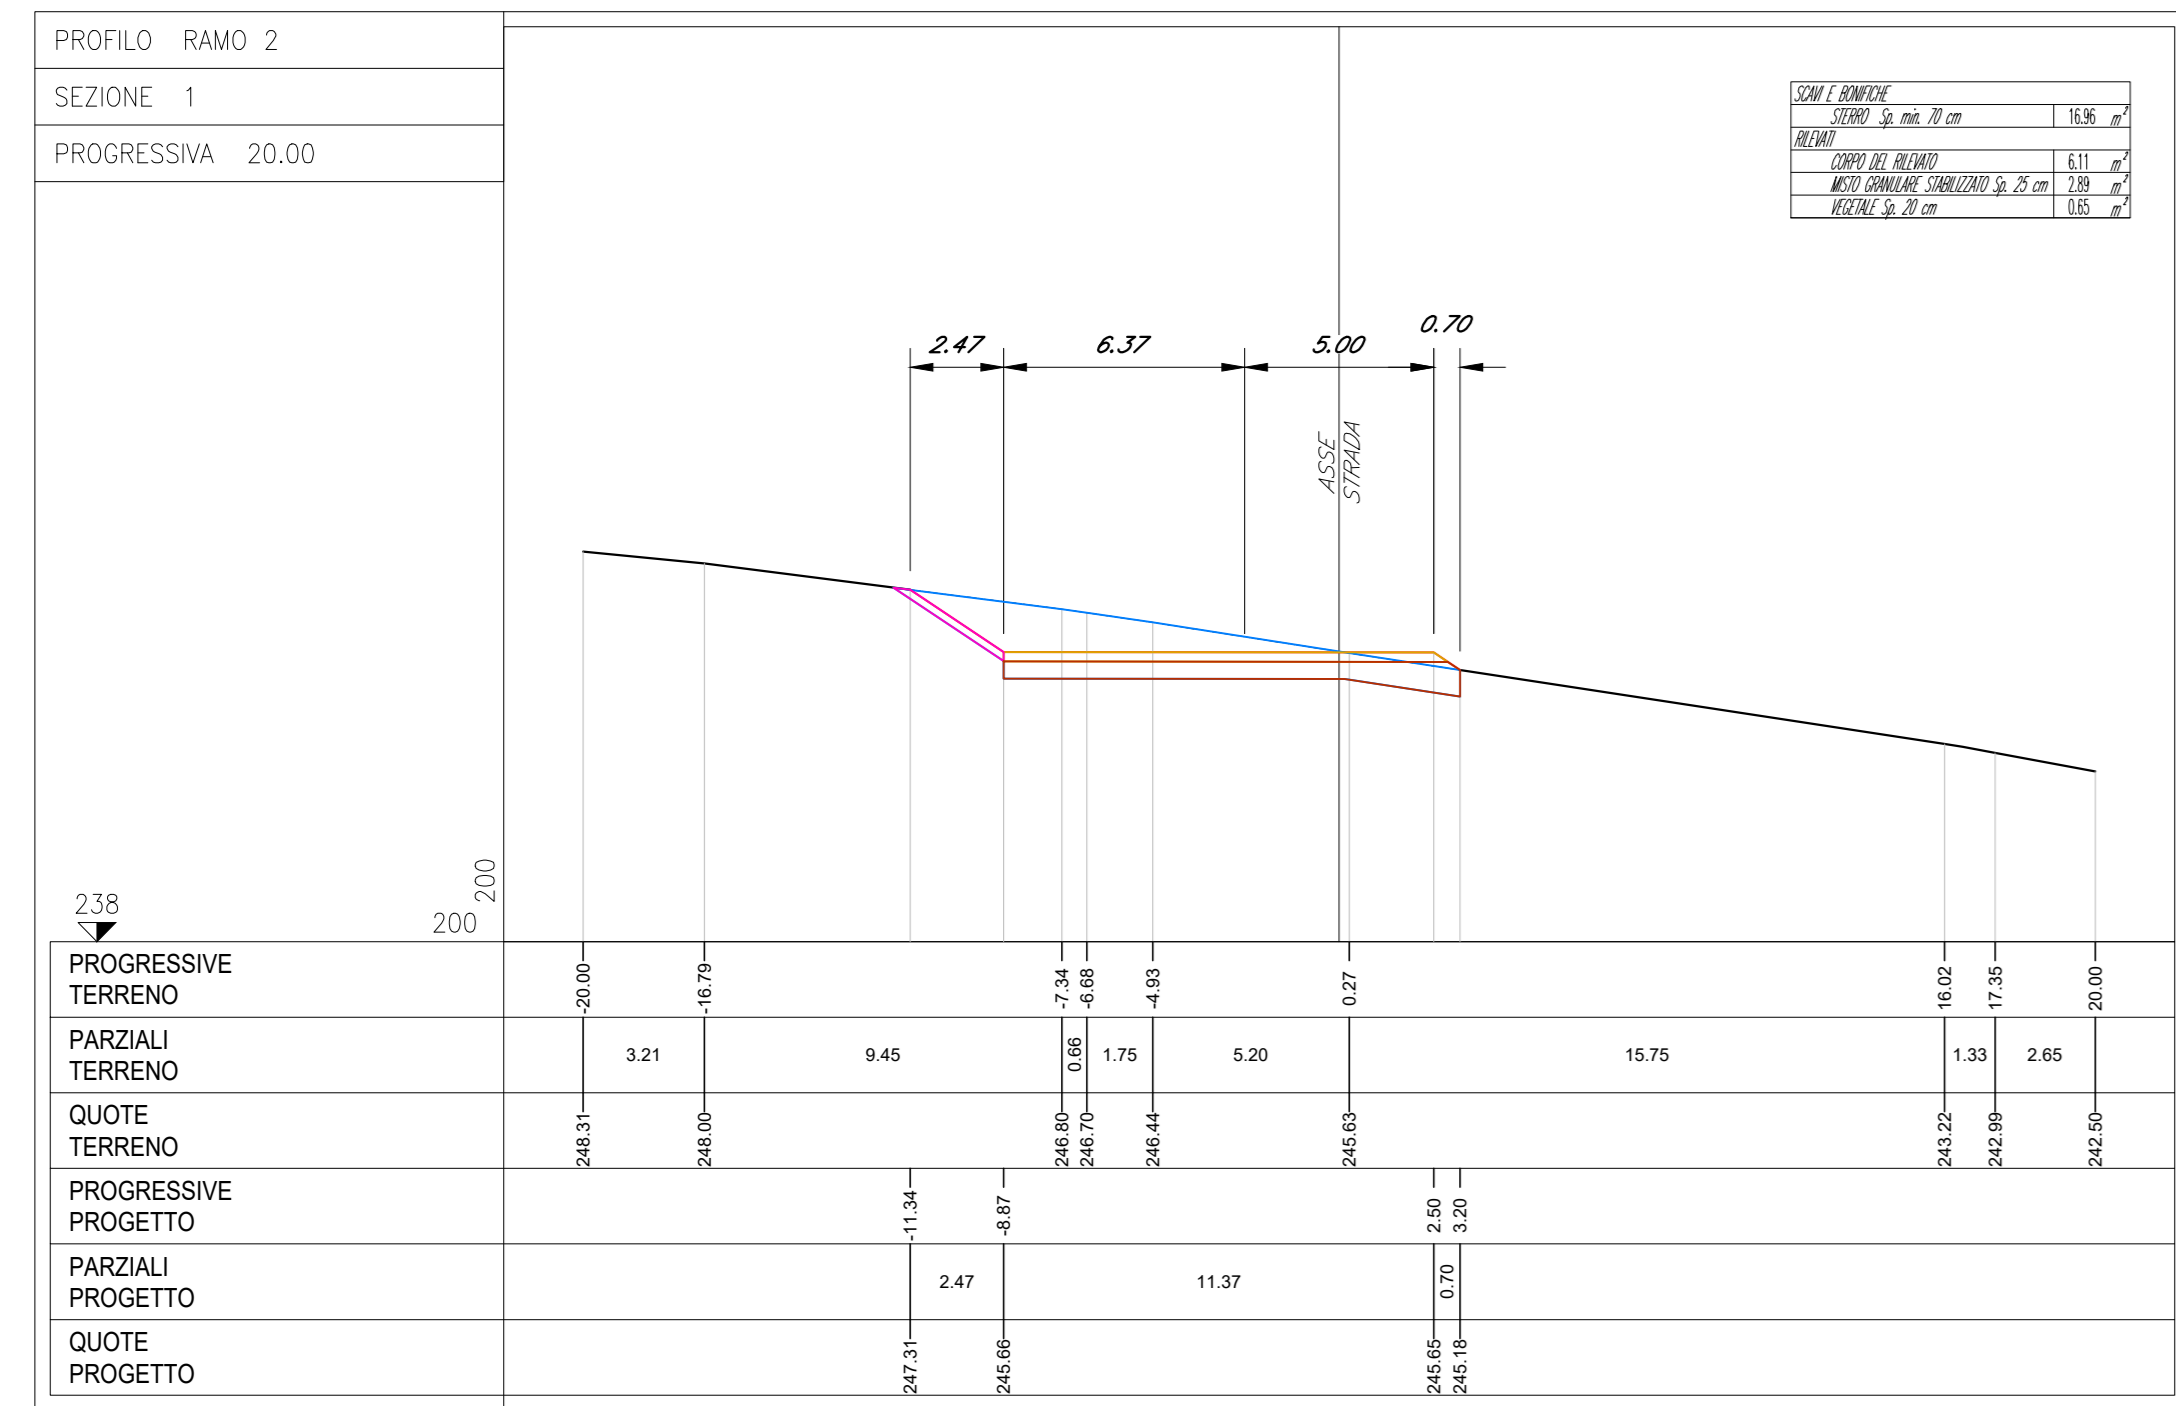 PROFILO RAMO 2
SEZIONE 1
PROGRESSIVA 20.00
SCAVI E BONIFICHE
STERRO Sp. min. 70 cm 16.96 m²
RILEVATI
CORPO DEL RILEVATO 6.11 m²
MISTO GRANULARE STABILIZZATO Sp. 25 cm 2.89 m²
VEGETALE Sp. 20 cm 0.65 m²
0.70
2.47 6.37 5.00
ASSE
STRADA
200
238
200
PROGRESSIVE
TERRENO
-20.00 -16.79 -7.34 -6.68 -4.93 0.27 16.02 17.35 20.00
PARZIALI
TERRENO
3.21 9.45 0.66 1.75 5.20 15.75 1.33 2.65
QUOTE
TERRENO
248.31 248.00 246.80 246.70 246.44 245.63 243.22 242.99 242.50
PROGRESSIVE
PROGETTO
-11.34 -8.87 2.50 3.20
PARZIALI
PROGETTO
2.47 11.37 0.70
QUOTE
PROGETTO
247.31 245.66 245.65 245.18